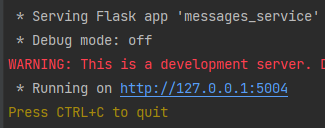 * Serving Flask app 'messages_service'
* Debug mode: off
WARNING: This is a development server.
* Running on http://127.0.0.1:5004
Press CTRL+C to quit